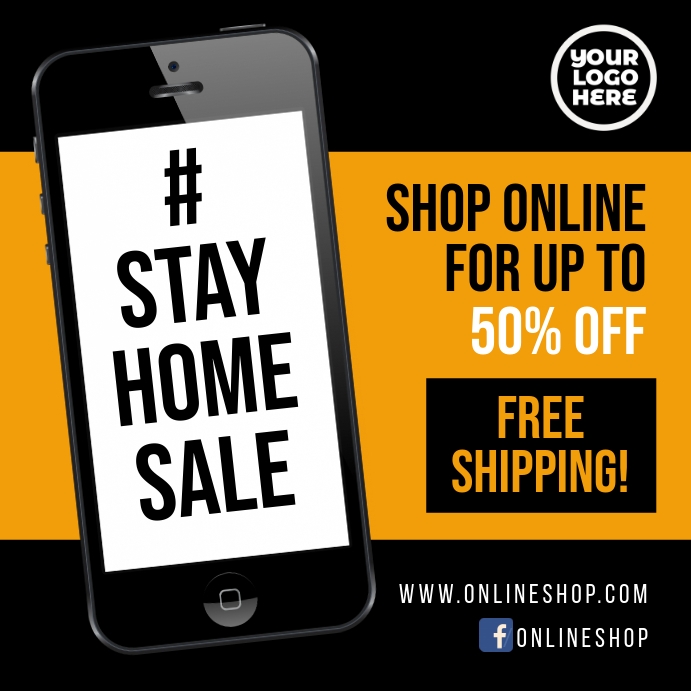 YOUR
LOGO
HERE
#
STAY
HOME
SALE
SHOP ONLINE
FOR UP TO
50% OFF
FREE
SHIPPING!
WWW.ONLINESHOP.COM
f ONLINESHOP